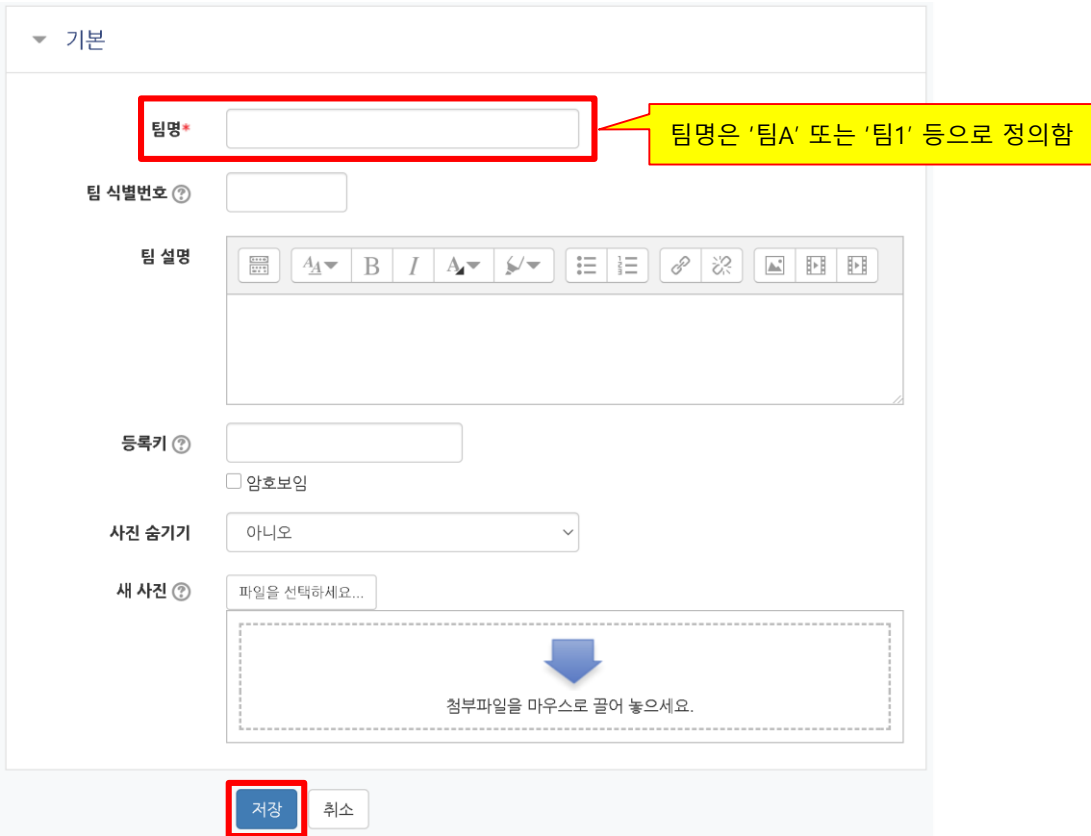 기본
팀명*
팀명은 ‘팀A’ 또는 ‘팀1’ 등으로 정의함
팀 식별번호
팀 설명
B I
등록키
암호보임
사진 숨기기
아니오
새 사진
파일을 선택하세요...
첨부파일을 마우스로 끌어 놓으세요.
저장 취소